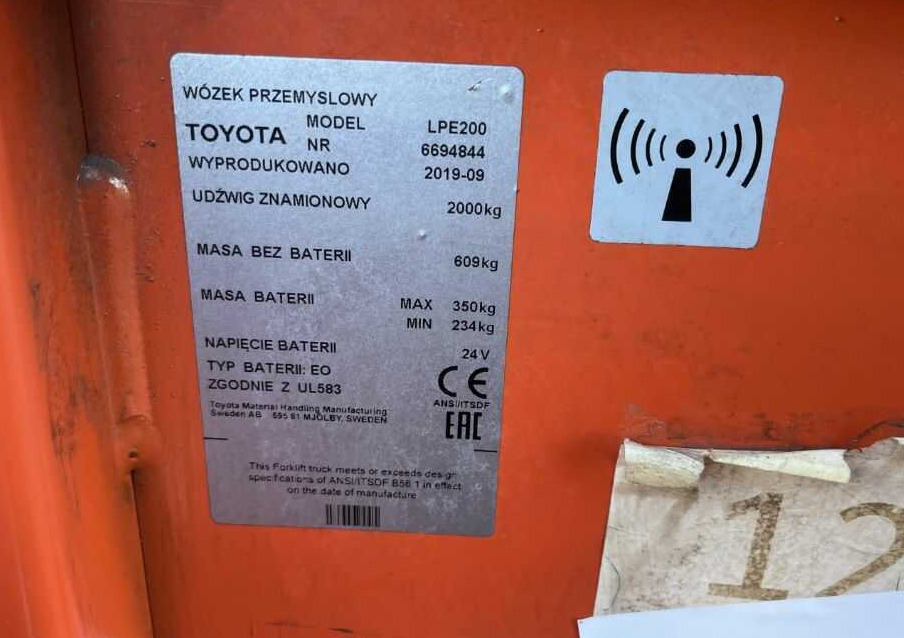 WÓZEK PRZEMYSLOWY
TOYOTA MODEL LPE200
NR 6694844
WYPRODUKOWANO 2019-09
UDŹWIG ZNAMIONOWY 2000kg
MASA BEZ BATERII 609kg
MASA BATERII MAX 350kg
MIN 234kg
NAPIĘCIE BATERII 24V
TYP BATERII: EO
ZGODNIE Z UL583
CE
ANSI/ITSDF
EAC
Toyota Material Handling Manufacturing
Sweden AB 595 81 MJÖLBY, SWEDEN
This Forklift truck meets or exceeds design
specifications of ANSI/ITSDF B56.1 in effect
on the date of manufacture
12